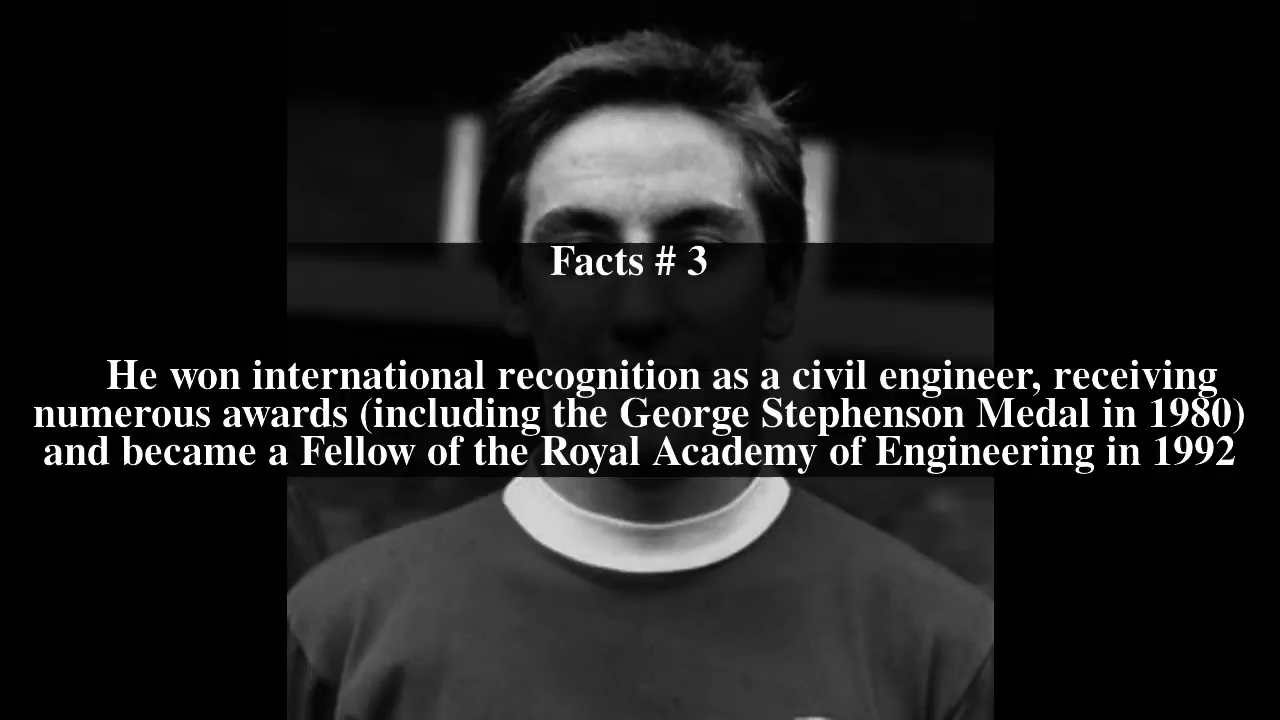 Facts # 3
He won international recognition as a civil engineer, receiving
numerous awards (including the George Stephenson Medal in 1980)
and became a Fellow of the Royal Academy of Engineering in 1992